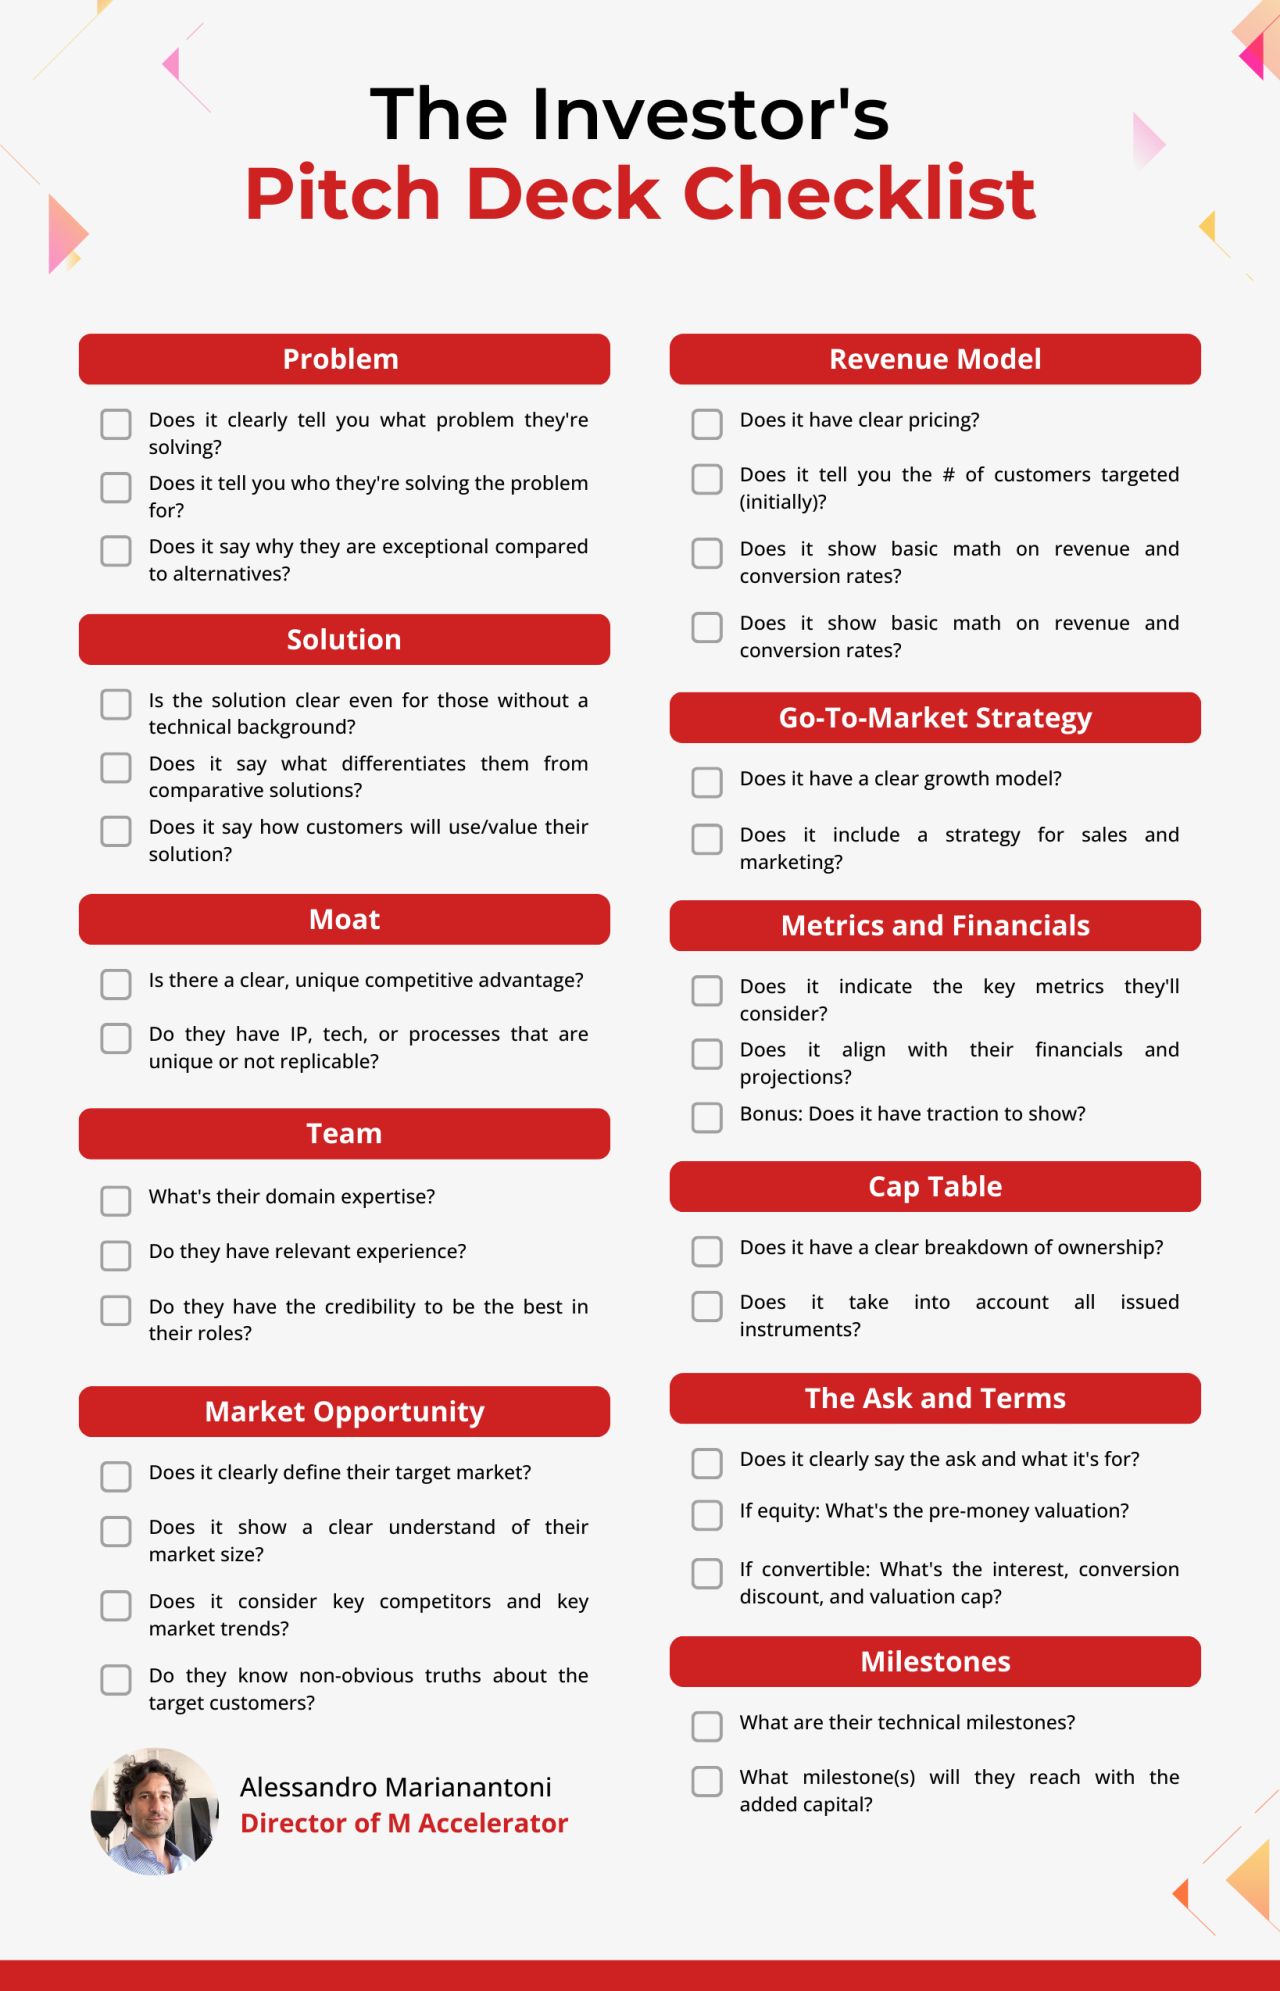 The Investor's
Pitch Deck Checklist
Problem
Does it clearly tell you what problem they're
solving?
Does it tell you who they're solving the problem
for?
Does it say why they are exceptional compared
to alternatives?
Solution
Is the solution clear even for those without a
technical background?
Does it say what differentiates them from
comparative solutions?
Does it say how customers will use/value their
solution?
Moat
Is there a clear, unique competitive advantage?
Do they have IP, tech, or processes that are
unique or not replicable?
Team
What's their domain expertise?
Do they have relevant experience?
Do they have the credibility to be the best in
their roles?
Market Opportunity
Does it clearly define their target market?
Does it show a clear understand of their
market size?
Does it consider key competitors and key
market trends?
Do they know non-obvious truths about the
target customers?
Alessandro Marianantoni
Director of M Accelerator
Revenue Model
Does it have clear pricing?
Does it tell you the # of customers targeted
(initially)?
Does it show basic math on revenue and
conversion rates?
Does it show basic math on revenue and
conversion rates?
Go-To-Market Strategy
Does it have a clear growth model?
Does it include a strategy for sales and
marketing?
Metrics and Financials
Does it indicate the key metrics they'll
consider?
Does it align with their financials and
projections?
Bonus: Does it have traction to show?
Cap Table
Does it have a clear breakdown of ownership?
Does it take into account all issued
instruments?
The Ask and Terms
Does it clearly say the ask and what it's for?
If equity: What's the pre-money valuation?
If convertible: What's the interest, conversion
discount, and valuation cap?
Milestones
What are their technical milestones?
What milestone(s) will they reach with the
added capital?